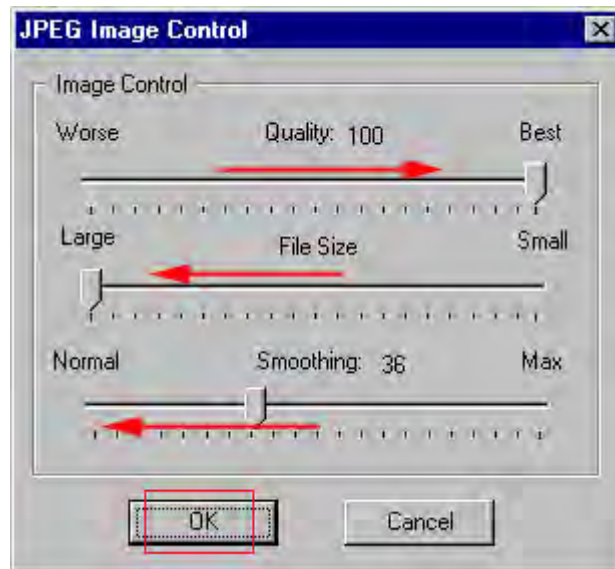 JPEG Image Control
Image Control
Worse Quality: 100 Best
Large File Size Small
Normal Smoothing: 36 Max
OK Cancel